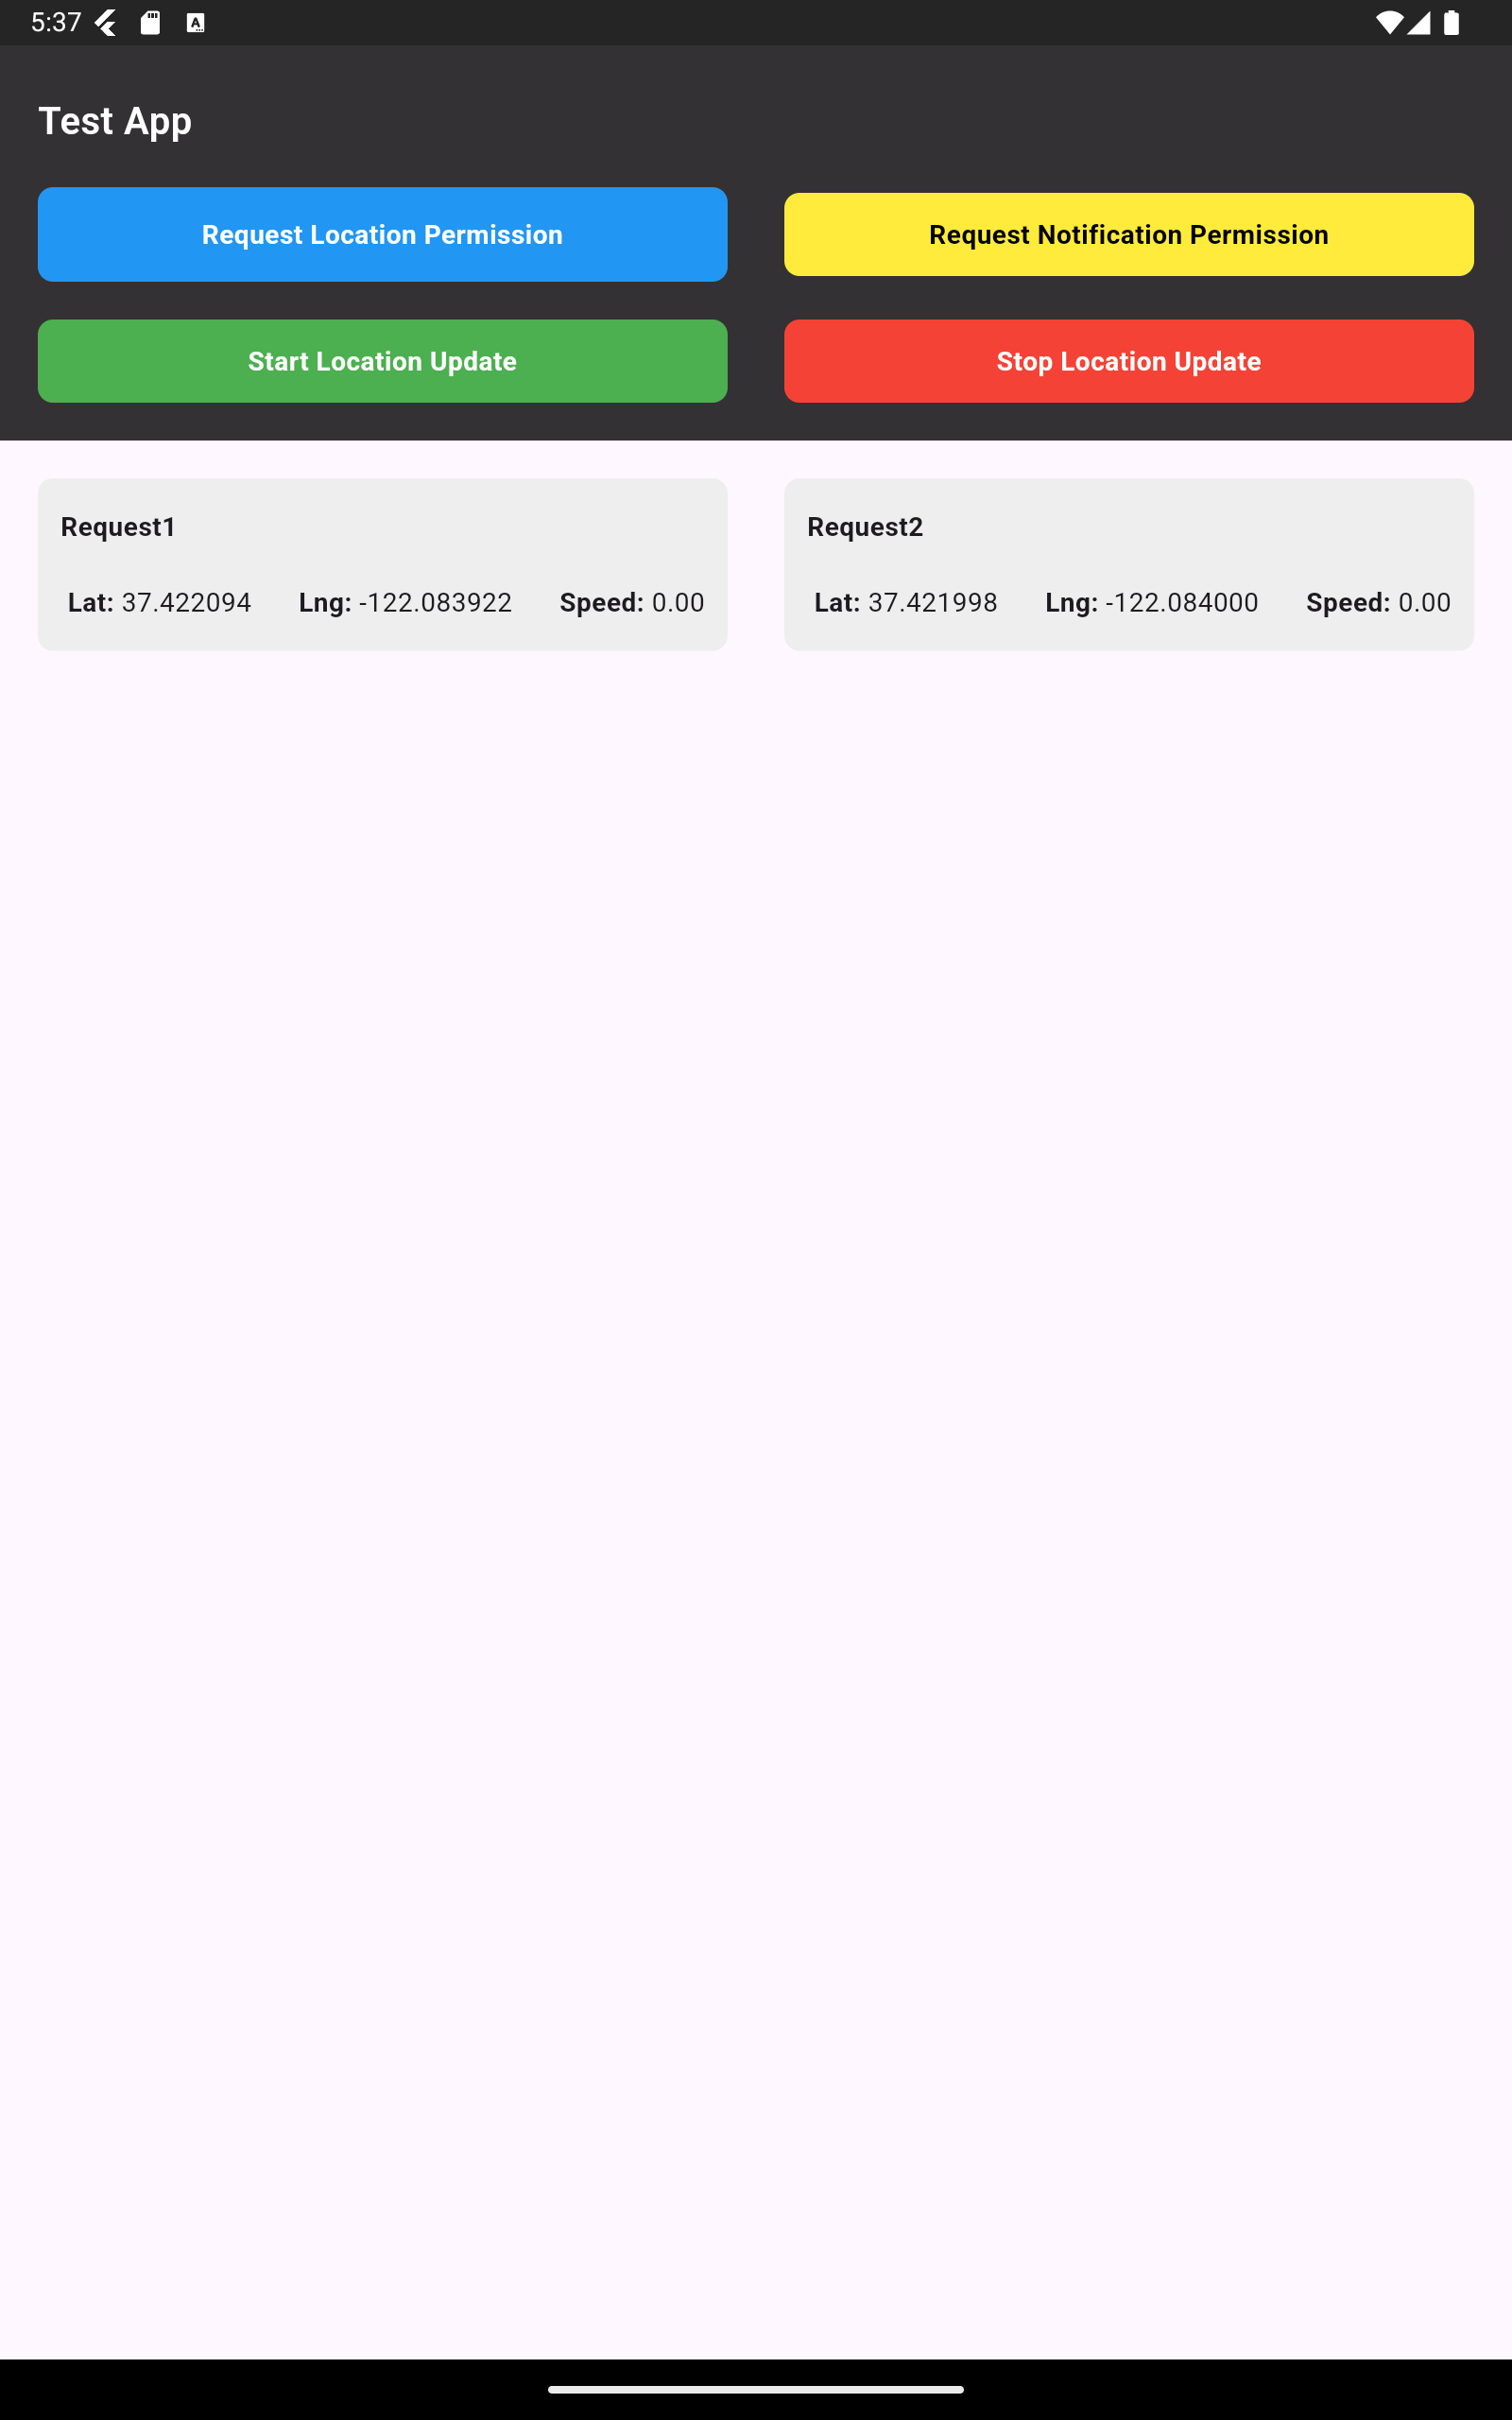 5:37
Test App
Request Location Permission
Request Notification Permission
Start Location Update
Stop Location Update
Request1
Lat: 37.422094 Lng: -122.083922 Speed: 0.00
Request2
Lat: 37.421998 Lng: -122.084000 Speed: 0.00